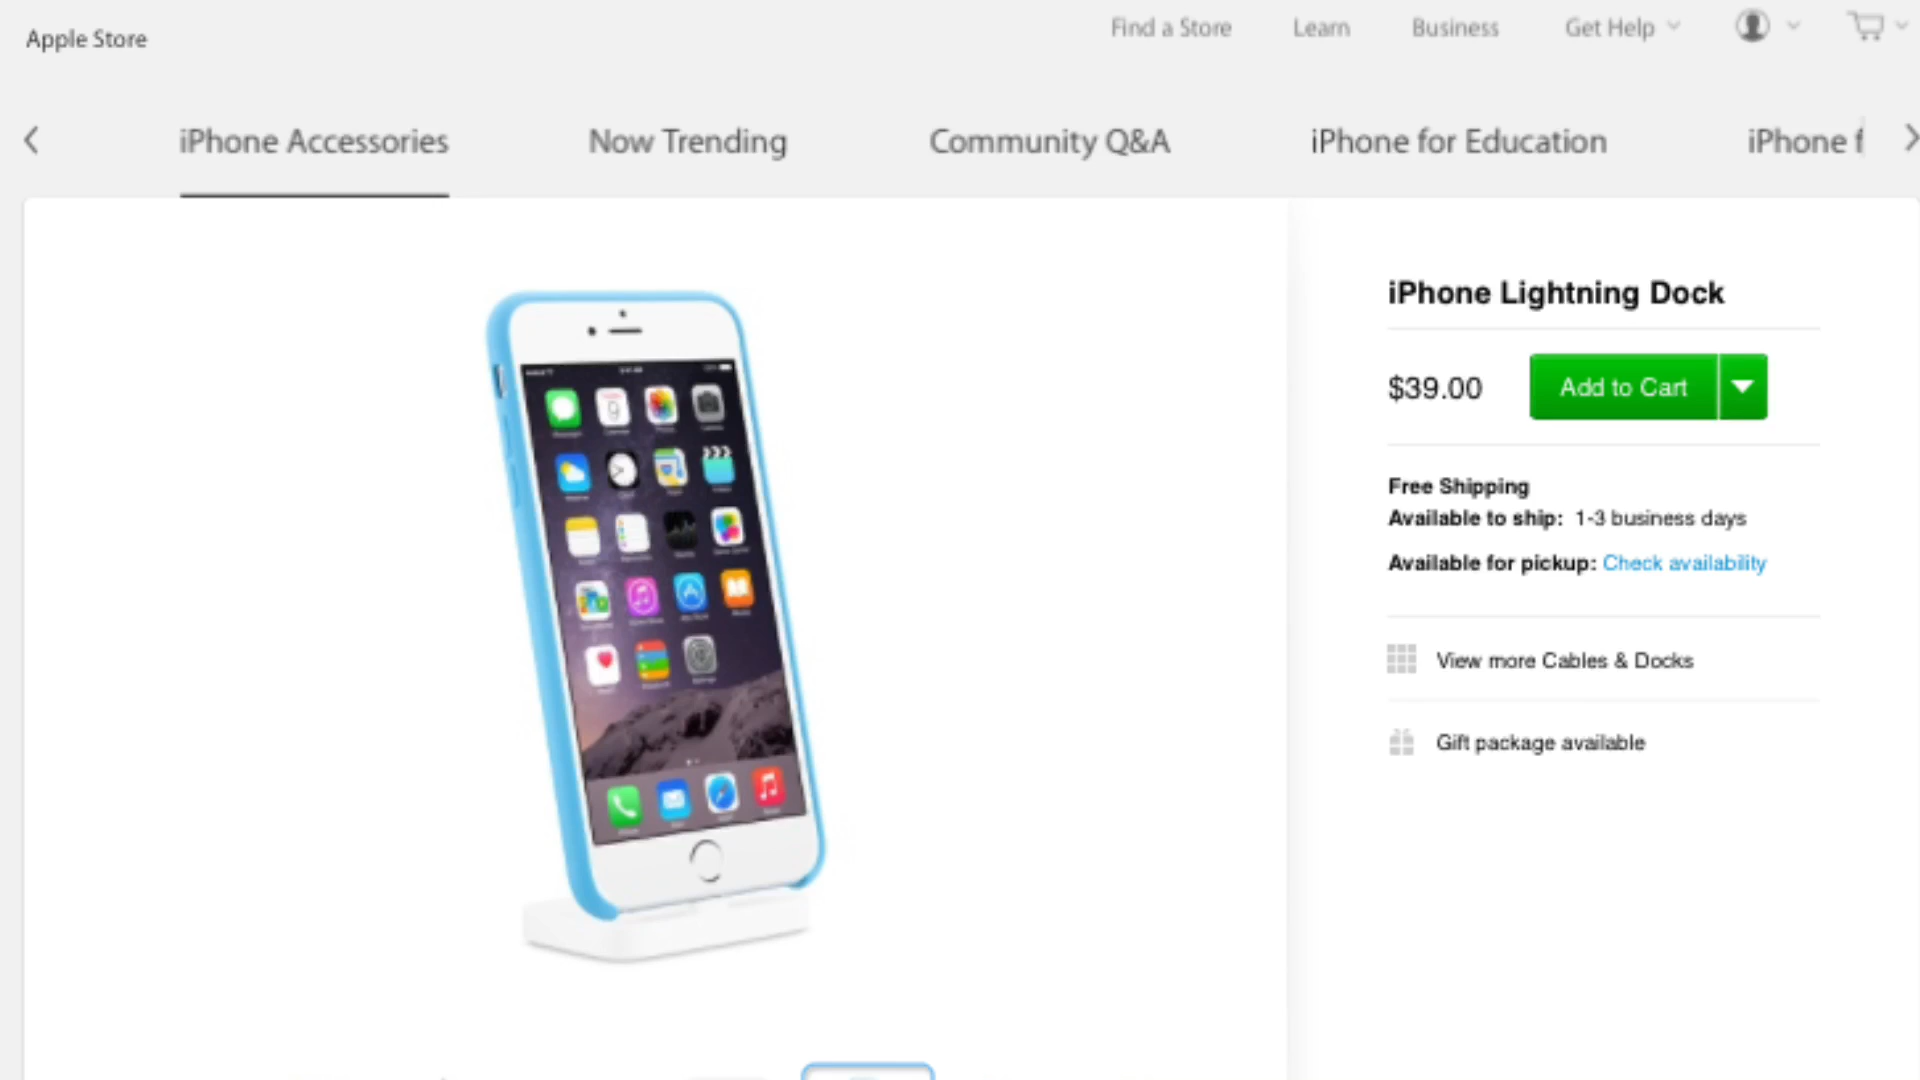 Apple Store
Find a Store
Learn
Business
Get Help
iPhone Accessories
Now Trending
Community Q&A
iPhone for Education
iPhone f
iPhone Lightning Dock
$39.00
Add to Cart
Free Shipping
Available to ship: 1-3 business days
Available for pickup: Check availability
View more Cables & Docks
Gift package available